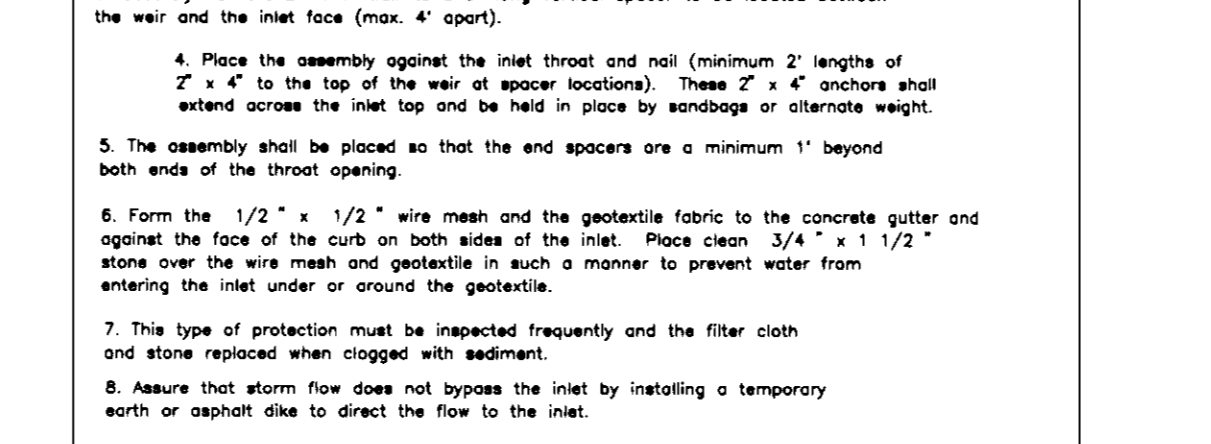 the weir and the inlet face (max. 4' apart).
4. Place the assembly against the inlet throat and nail (minimum 2' lengths of
2" x 4" to the top of the weir at spacer locations). These 2" x 4" anchors shall
extend across the inlet top and be held in place by sandbags or alternate weight.
5. The assembly shall be placed so that the end spacers are a minimum 1' beyond
both ends of the throat opening.
6. Form the 1/2 " x 1/2 " wire mesh and the geotextile fabric to the concrete gutter and
against the face of the curb on both sides of the inlet. Place clean 3/4 " x 1 1/2 "
stone over the wire mesh and geotextile in such a manner to prevent water from
entering the inlet under or around the geotextile.
7. This type of protection must be inspected frequently and the filter cloth
and stone replaced when clogged with sediment.
8. Assure that storm flow does not bypass the inlet by installing a temporary
earth or asphalt dike to direct the flow to the inlet.